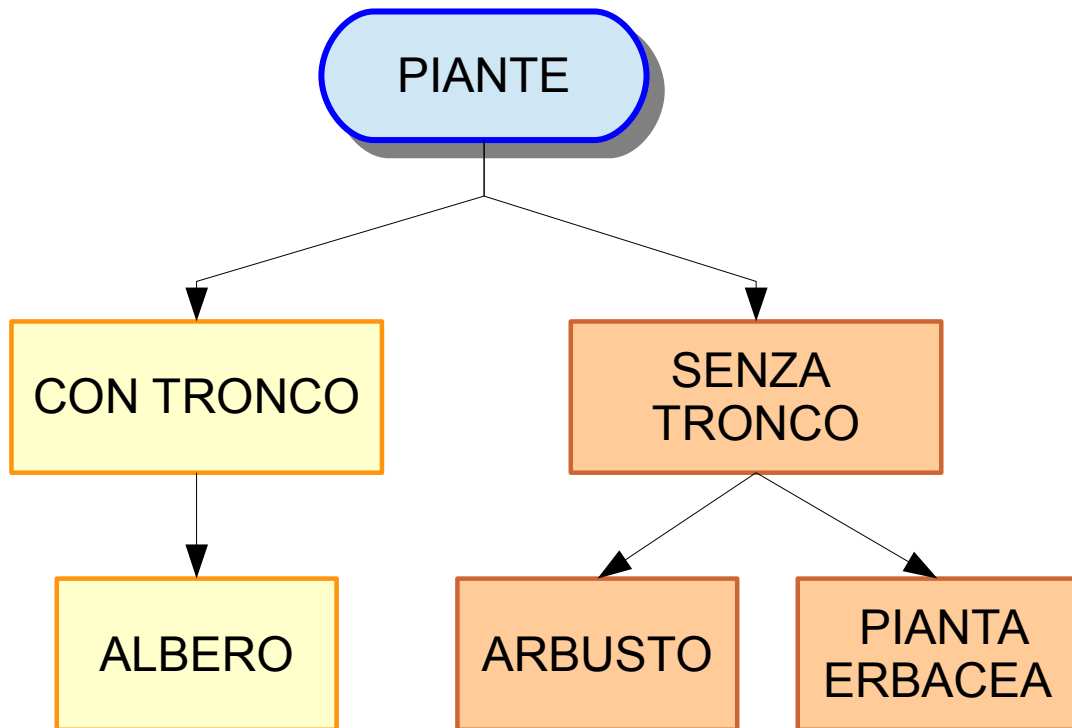 PIANTE
CON TRONCO
SENZA
TRONCO
ALBERO
ARBUSTO
PIANTA
ERBACEA